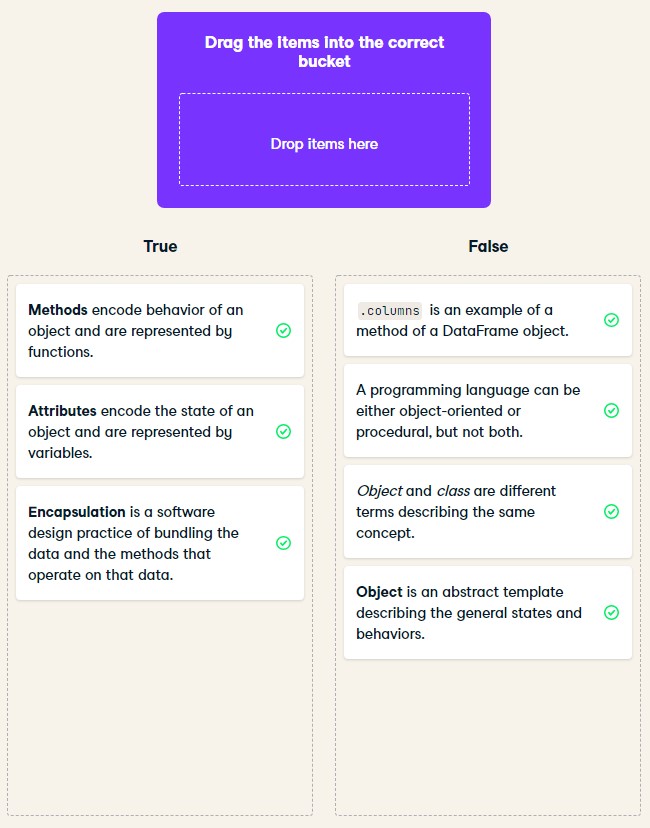 Drag the items into the correct
bucket
Drop items here
True
False
Methods encode behavior of an
object and are represented by
functions.
Attributes encode the state of an
object and are represented by
variables.
Encapsulation is a software
design practice of bundling the
data and the methods that
operate on that data.
.columns is an example of a
method of a DataFrame object.
A programming language can be
either object-oriented or
procedural, but not both.
Object and class are different
terms describing the same
concept.
Object is an abstract template
describing the general states and
behaviors.